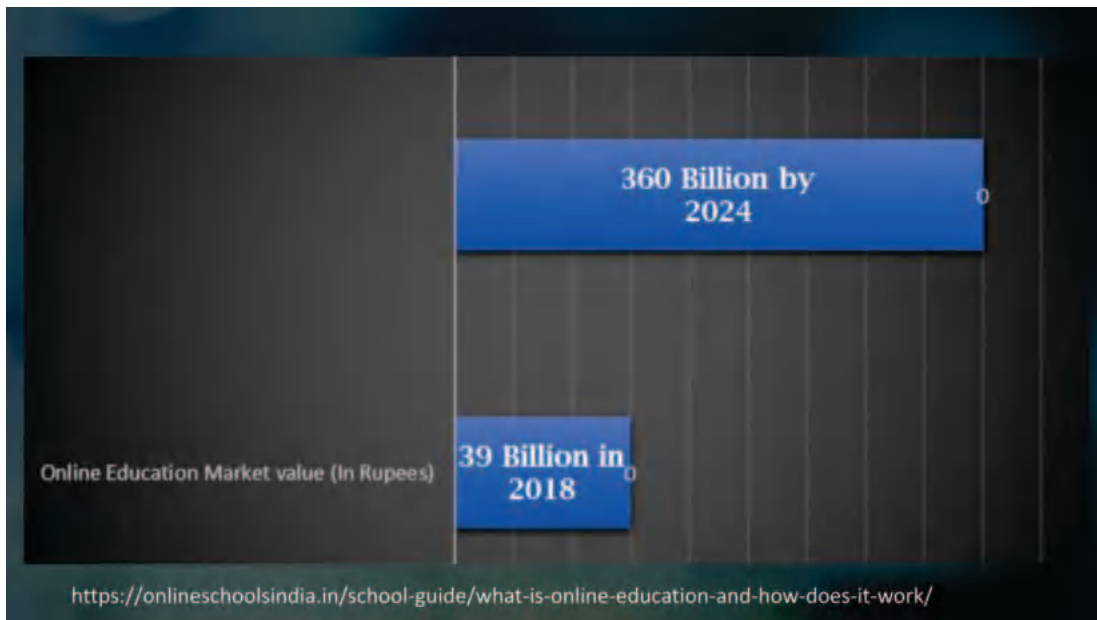 360 Billion by
2024
0
Online Education Market value (In Rupees)
39 Billion in
2018
0
https://onlineschoolsindia.in/school-guide/what-is-online-education-and-how-does-it-work/